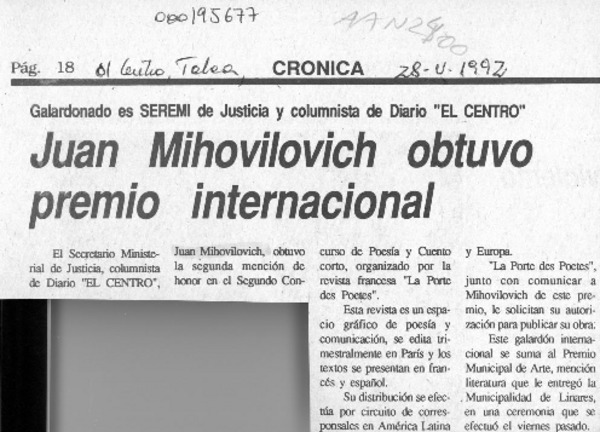 000195677
AAN28400
Pág. 18 El Centro, Talca, CRONICA 28-V-1992
Galardonado es SEREMI de Justicia y columnista de Diario "EL CENTRO"
Juan Mihovilovich obtuvo
premio internacional
El Secretario Ministe-
rial de Justicia, columnista
de Diario "EL CENTRO",
Juan Mihovilovich, obtuvo
la segunda mención de
honor en el Segundo Con-
curso de Poesía y Cuento
corto, organizado por la
revista francesa "La Porte
des Poetes".
Esta revista es un espa-
cio gráfico de poesía y
comunicación, se edita tri-
mestralmente en París y los
textos se presentan en fran-
cés y español.
Su distribución se efec-
túa por circuito de corres-
ponsales en América Latina
y Europa.
"La Porte des Poetes",
junto con comunicar a
Mihovilovich de este pre-
mio, le solicitan su autori-
zación para publicar su obra.
Este galardón interna-
cional se suma al Premio
Municipal de Arte, mención
literatura que le entregó la
Municipalidad de Linares,
en una ceremonia que se
efectuó el viernes pasado.